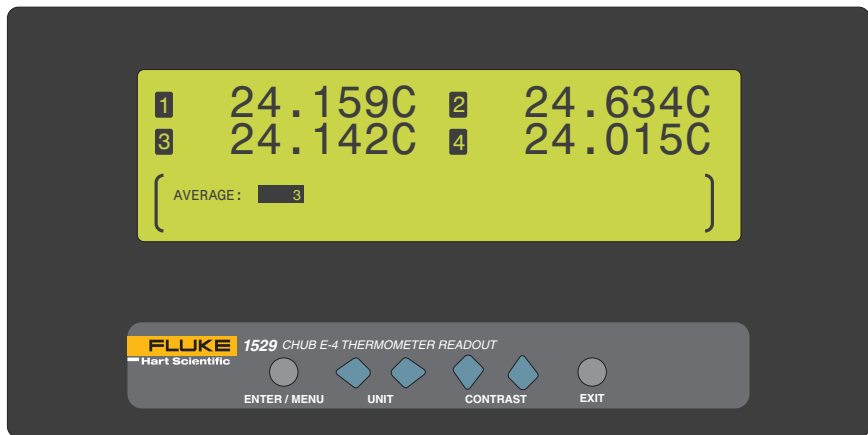 1 24.159C 2 24.634C
3 24.142C 4 24.015C
AVERAGE: 3
FLUKE 1529 CHUB E-4 THERMOMETER READOUT
Hart Scientific
ENTER / MENU UNIT CONTRAST EXIT